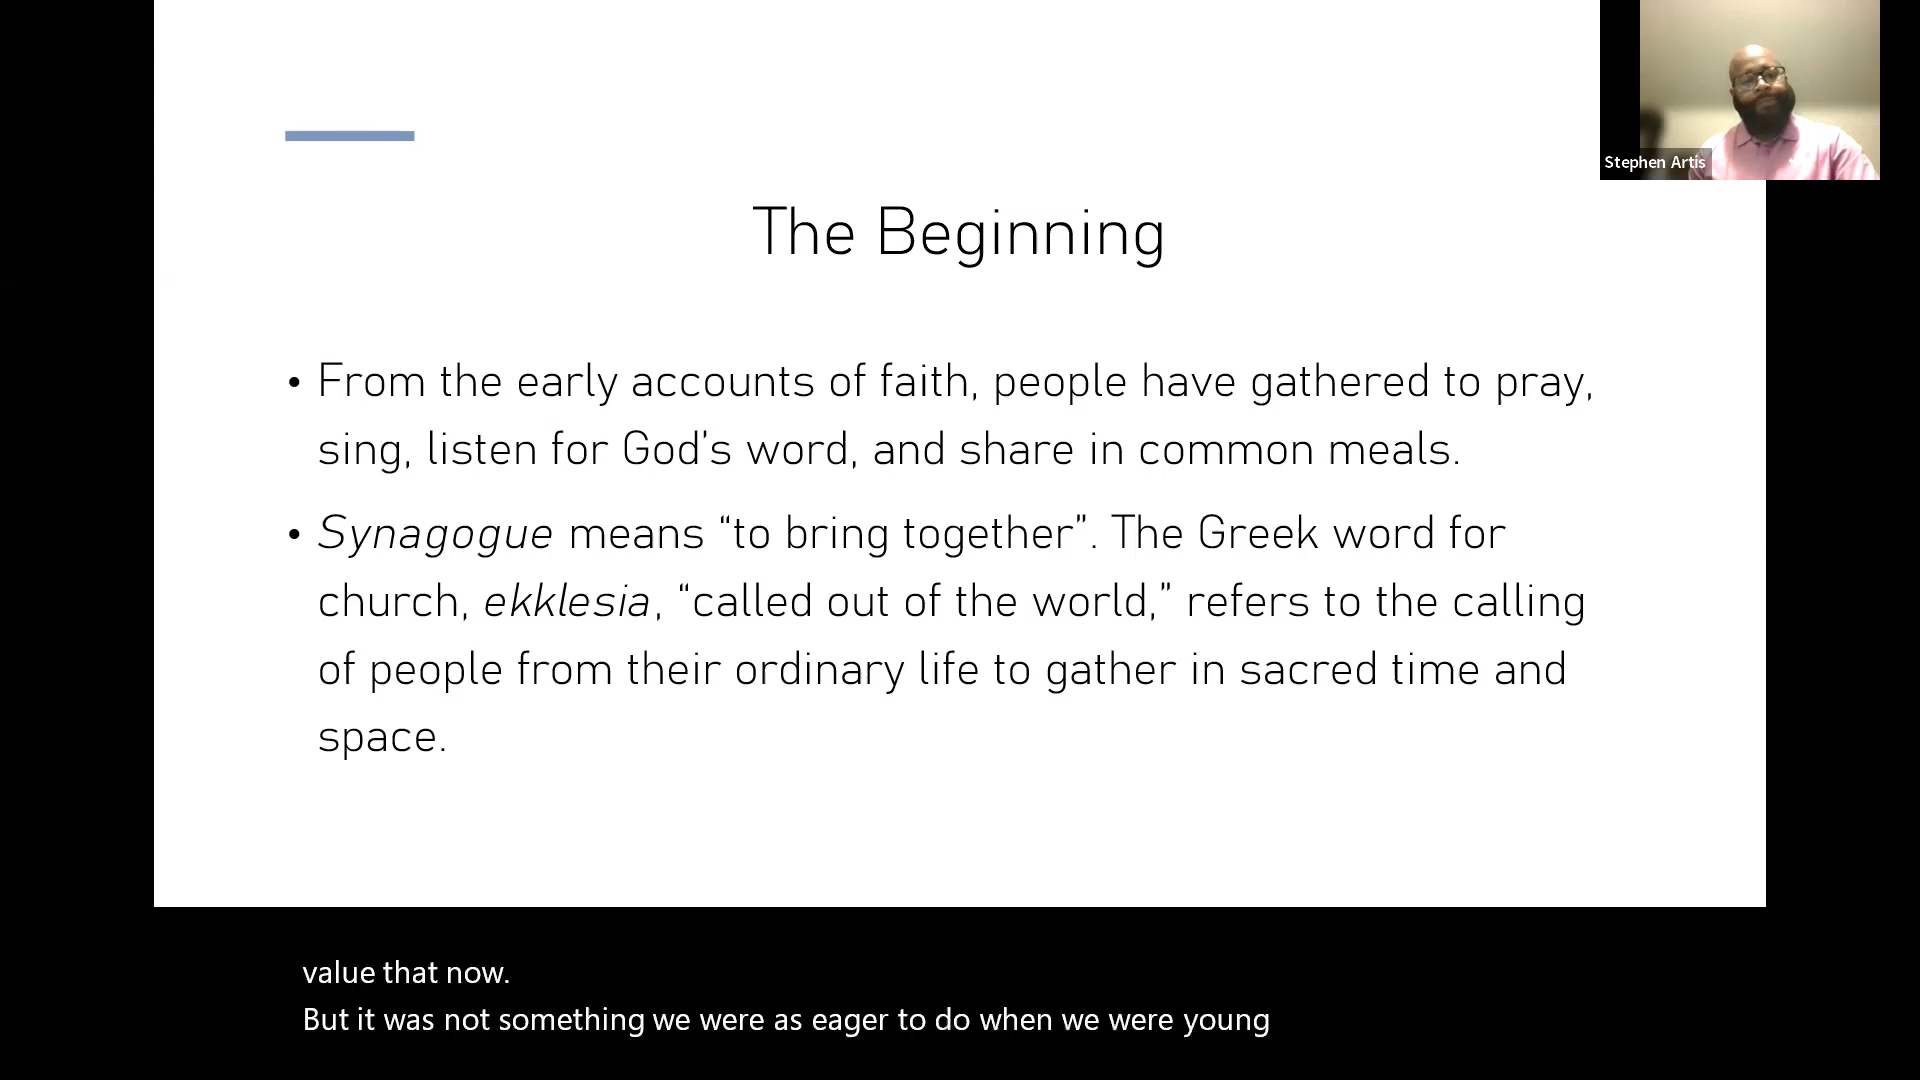 Stephen Artis
The Beginning
• From the early accounts of faith, people have gathered to pray,
sing, listen for God’s word, and share in common meals.
• Synagogue means “to bring together”. The Greek word for
church, ekklesia, “called out of the world,” refers to the calling
of people from their ordinary life to gather in sacred time and
space.
value that now.
But it was not something we were as eager to do when we were young